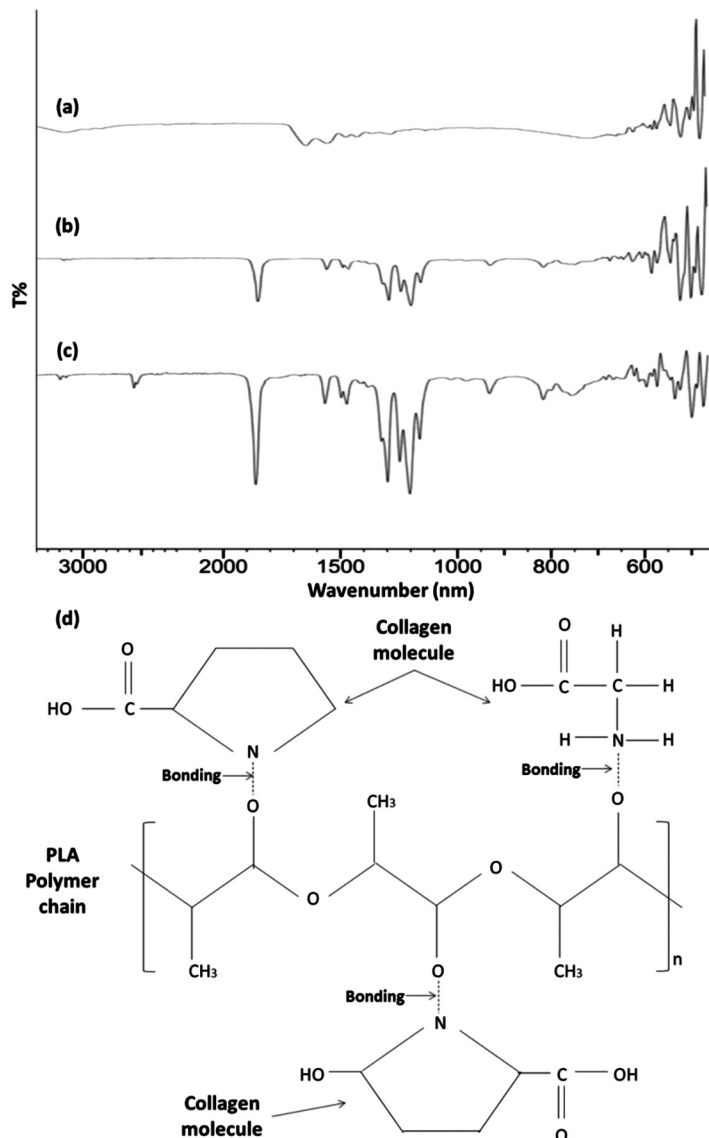 (a)
(b)
T%
(c)
3000 2000 1500 1000 800 600
Wavenumber (nm)
(d)
Collagen
molecule
O
HO C
N
Bonding
O
H
HO C C H
H N H
Bonding
O
CH3
O
PLA
Polymer
chain
O
O
CH3
O
CH3
n
Bonding
N
HO
C OH
O
Collagen
molecule